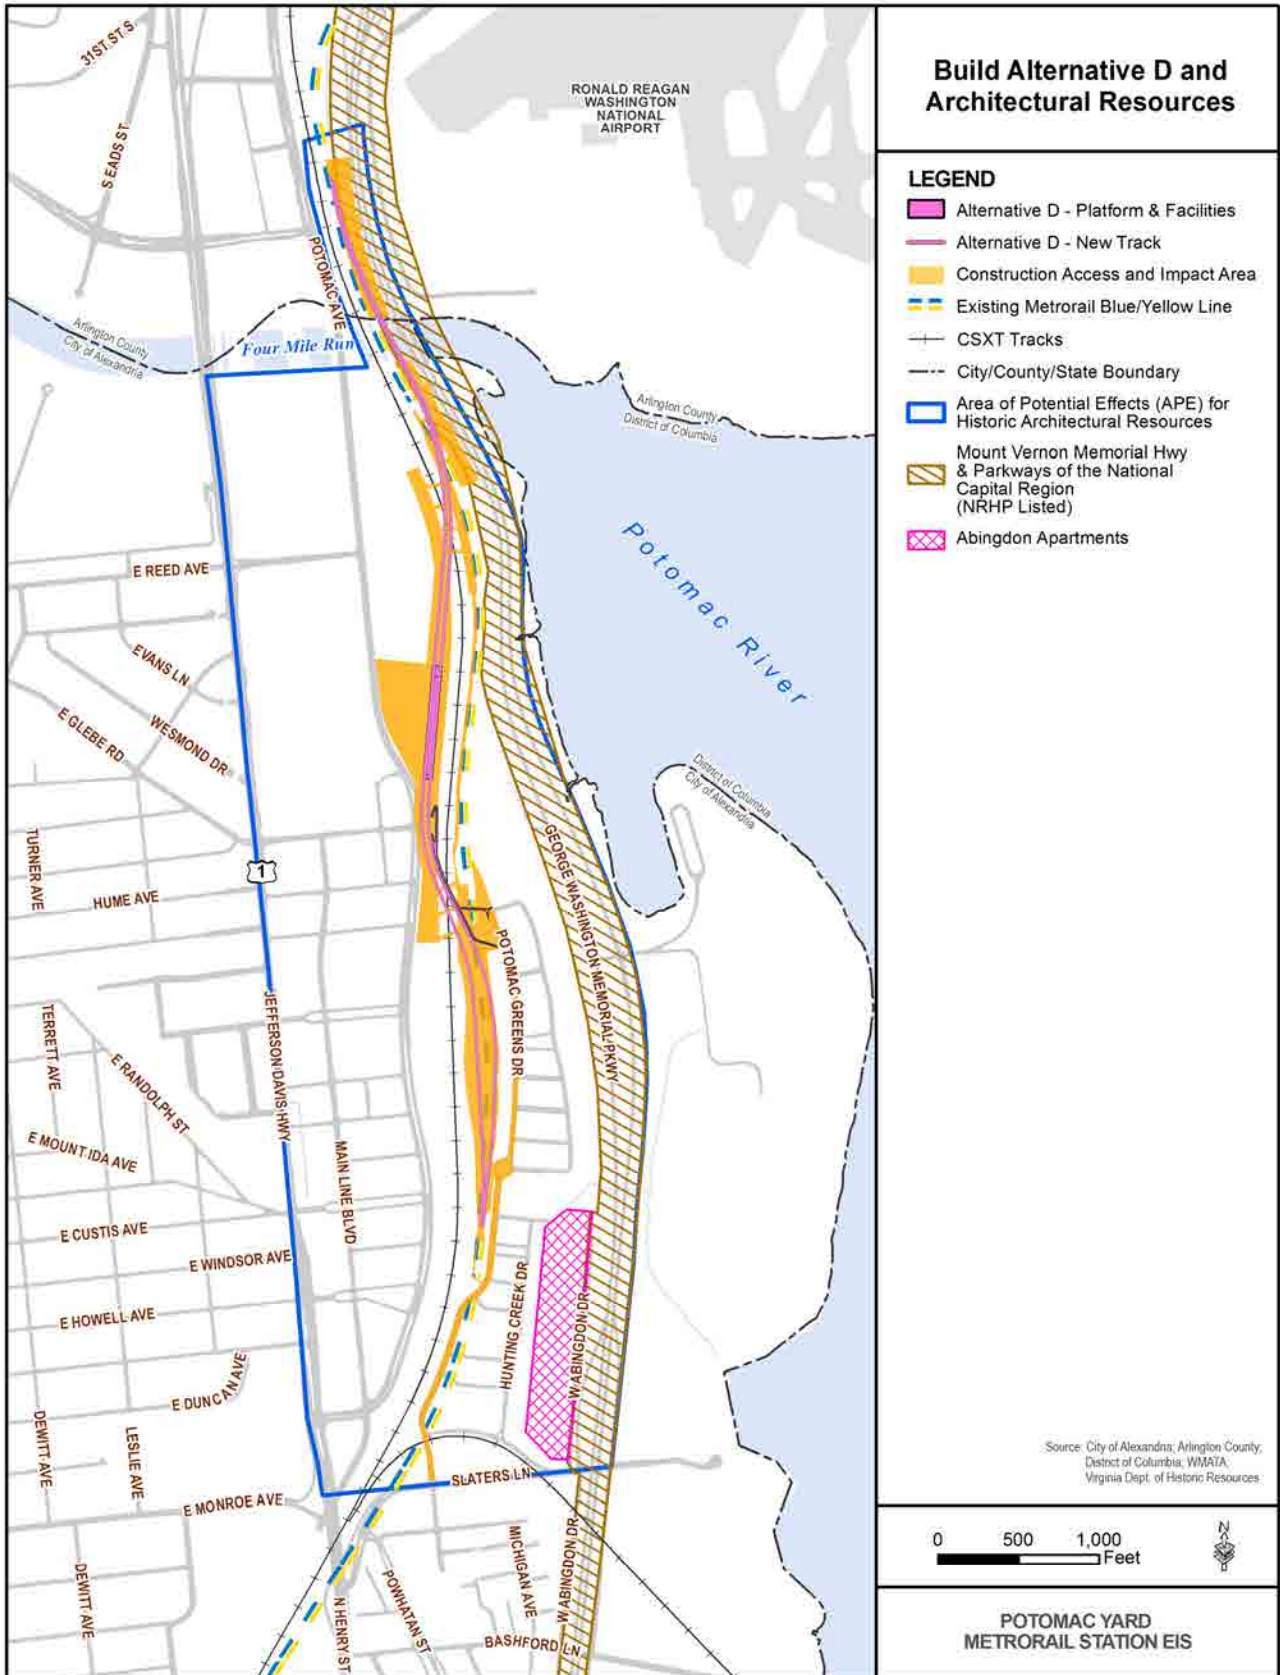 31ST ST S
S EADS ST
RONALD REAGAN
WASHINGTON
NATIONAL
AIRPORT
POTOMAC AVE
Arlington County
City of Alexandria
Four Mile Run
Arlington County
District of Columbia
Potomac River
E REED AVE
EVANS LN
E GLEBE RD
WESMOND DR
District of Columbia
City of Alexandria
TURNER AVE
1
HUME AVE
GEORGE WASHINGTON MEMORIAL PKWY
POTOMAC GREENS DR
JEFFERSON DAVIS HWY
TERRETT AVE
E RANDOLPH ST
E MOUNT IDA AVE
MAIN LINE BLVD
E CUSTIS AVE
E WINDSOR AVE
E HOWELL AVE
HUNTING CREEK DR
W ABINGDON DR
E DUNCAN AVE
DEWITT AVE
LESLIE AVE
SLATERS LN
E MONROE AVE
DEWITT AVE
N HENRY ST
POWHATAN ST
MICHIGAN AVE
W ABINGDON DR
BASHFORD LN
Build Alternative D and
Architectural Resources
LEGEND
Alternative D - Platform & Facilities
Alternative D - New Track
Construction Access and Impact Area
Existing Metrorail Blue/Yellow Line
CSXT Tracks
City/County/State Boundary
Area of Potential Effects (APE) for
Historic Architectural Resources
Mount Vernon Memorial Hwy
& Parkways of the National
Capital Region
(NRHP Listed)
Abingdon Apartments
Source: City of Alexandria; Arlington County;
District of Columbia; WMATA;
Virginia Dept. of Historic Resources
0 500 1,000
Feet
N
POTOMAC YARD
METRORAIL STATION EIS